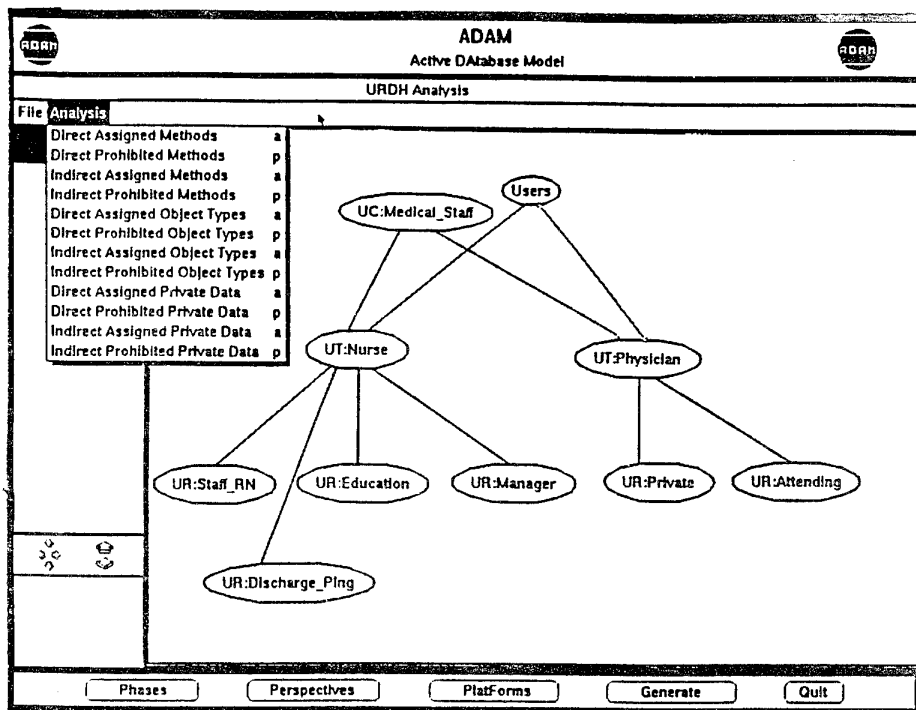 ADAM
ADAM
ADAM
Active DAtabase Model
URDH Analysis
File Analysis
Direct Assigned Methods a
Direct Prohibited Methods p
Indirect Assigned Methods a
Indirect Prohibited Methods p
Direct Assigned Object Types a
Direct Prohibited Object Types p
Indirect Assigned Object Types a
Indirect Prohibited Object Types p
Direct Assigned Private Data a
Direct Prohibited Private Data p
Indirect Assigned Private Data a
Indirect Prohibited Private Data p
Users
UC:Medical_Staff
UT:Nurse
UT:Physician
UR:Staff_RN
UR:Education
UR:Manager
UR:Private
UR:Attending
UR:Discharge_Plng
Phases Perspectives PlatForms Generate Quit